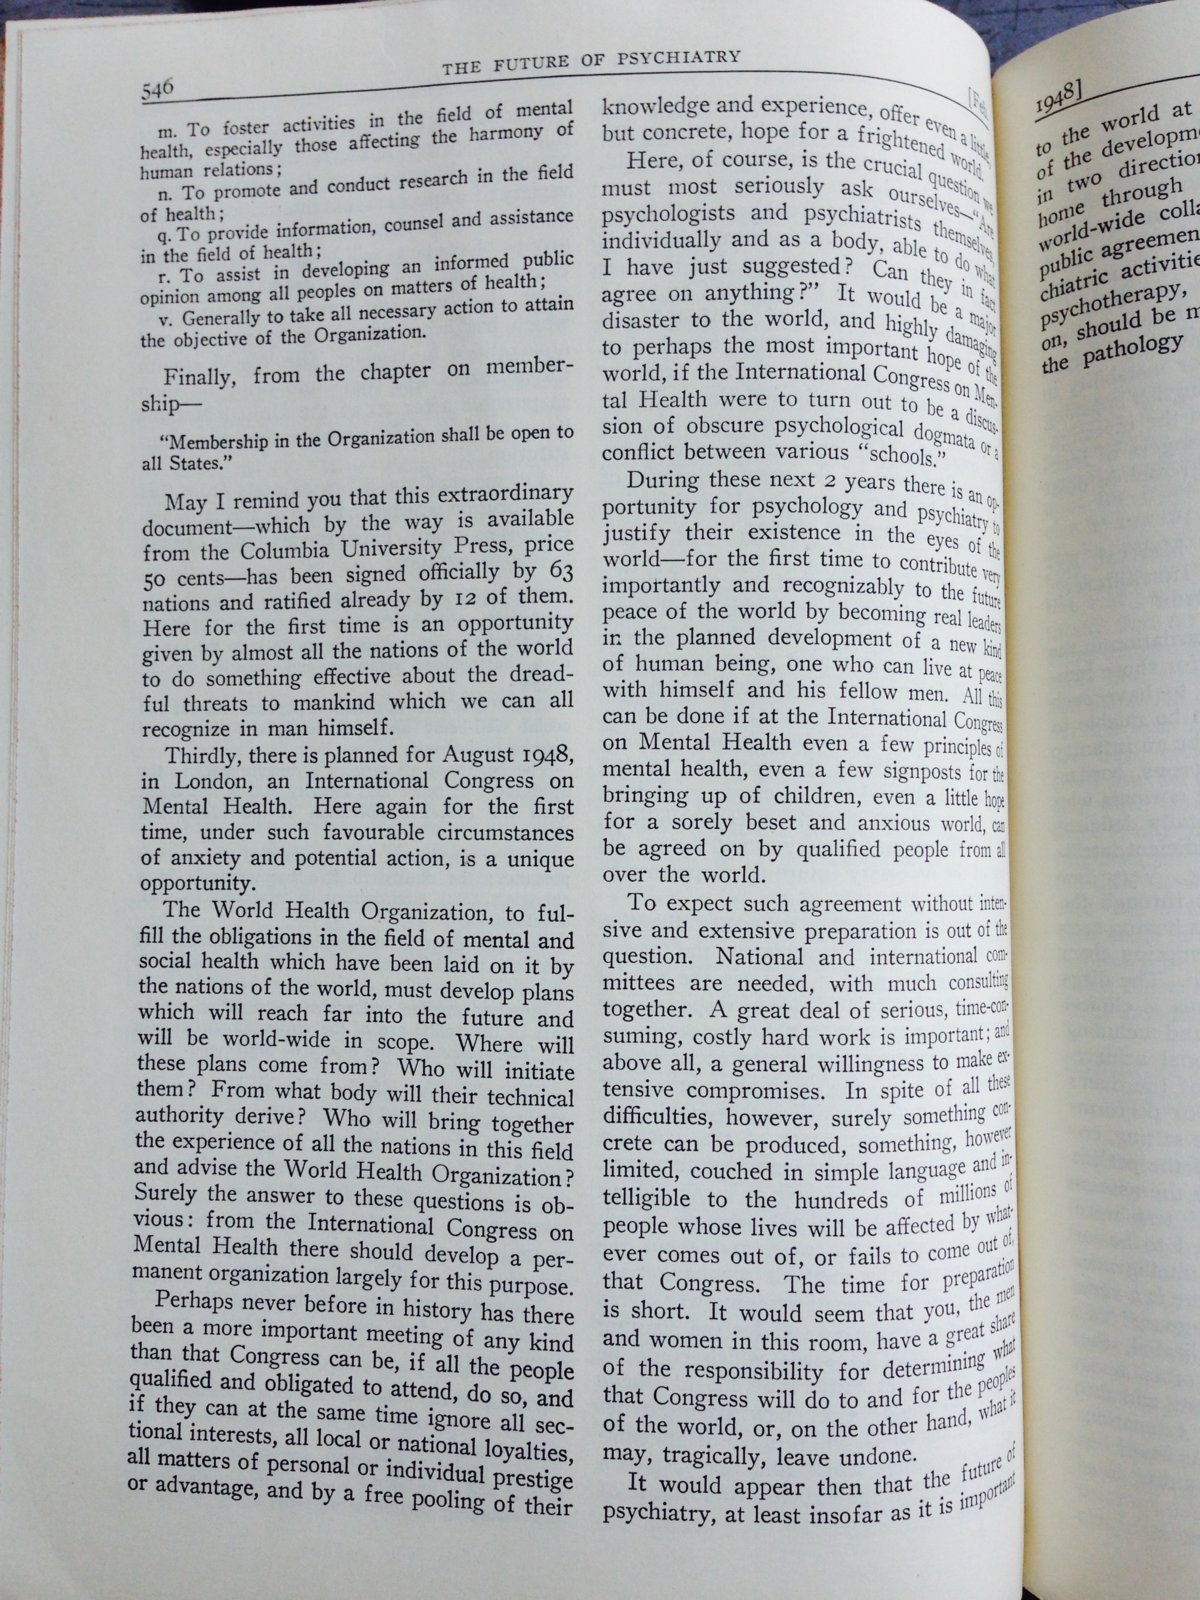 546
THE FUTURE OF PSYCHIATRY
[Feb.
m. To foster activities in the field of mental
health, especially those affecting the harmony of
human relations;
n. To promote and conduct research in the field
of health;
q. To provide information, counsel and assistance
in the field of health;
r. To assist in developing an informed public
opinion among all peoples on matters of health;
v. Generally to take all necessary action to attain
the objective of the Organization.
Finally, from the chapter on member-
ship—
"Membership in the Organization shall be open to
all States."
May I remind you that this extraordinary
document—which by the way is available
from the Columbia University Press, price
50 cents—has been signed officially by 63
nations and ratified already by 12 of them.
Here for the first time is an opportunity
given by almost all the nations of the world
to do something effective about the dread-
ful threats to mankind which we can all
recognize in man himself.
Thirdly, there is planned for August 1948,
in London, an International Congress on
Mental Health. Here again for the first
time, under such favourable circumstances
of anxiety and potential action, is a unique
opportunity.
The World Health Organization, to ful-
fill the obligations in the field of mental and
social health which have been laid on it by
the nations of the world, must develop plans
which will reach far into the future and
will be world-wide in scope. Where will
these plans come from? Who will initiate
them? From what body will their technical
authority derive? Who will bring together
the experience of all the nations in this field
and advise the World Health Organization?
Surely the answer to these questions is ob-
vious: from the International Congress on
Mental Health there should develop a per-
manent organization largely for this purpose.
Perhaps never before in history has there
been a more important meeting of any kind
than that Congress can be, if all the people
qualified and obligated to attend, do so, and
if they can at the same time ignore all sec-
tional interests, all local or national loyalties,
all matters of personal or individual prestige
or advantage, and by a free pooling of their
knowledge and experience, offer even a little,
but concrete, hope for a frightened world.
Here, of course, is the crucial question we
must most seriously ask ourselves—"Are
psychologists and psychiatrists themselves,
individually and as a body, able to do what
I have just suggested? Can they in fact
agree on anything?" It would be a major
disaster to the world, and highly damaging
to perhaps the most important hope of the
world, if the International Congress on Men-
tal Health were to turn out to be a discus-
sion of obscure psychological dogmata or a
conflict between various "schools."
During these next 2 years there is an op-
portunity for psychology and psychiatry to
justify their existence in the eyes of the
world—for the first time to contribute very
importantly and recognizably to the future
peace of the world by becoming real leaders
in the planned development of a new kind
of human being, one who can live at peace
with himself and his fellow men. All this
can be done if at the International Congress
on Mental Health even a few principles of
mental health, even a few signposts for the
bringing up of children, even a little hope
for a sorely beset and anxious world, can
be agreed on by qualified people from all
over the world.
To expect such agreement without inten-
sive and extensive preparation is out of the
question. National and international com-
mittees are needed, with much consulting
together. A great deal of serious, time-con-
suming, costly hard work is important; and
above all, a general willingness to make ex-
tensive compromises. In spite of all these
difficulties, however, surely something con-
crete can be produced, something, however
limited, couched in simple language and in-
telligible to the hundreds of millions of
people whose lives will be affected by what-
ever comes out of, or fails to come out of,
that Congress. The time for preparation
is short. It would seem that you, the men
and women in this room, have a great share
of the responsibility for determining what
that Congress will do to and for the peoples
of the world, or, on the other hand, what it
may, tragically, leave undone.
It would appear then that the future of
psychiatry, at least insofar as it is important
1948]
to the world at
of the developm
in two direction
home through
world-wide colla
public agreemen
chiatric activitie
psychotherapy,
on, should be m
the pathology